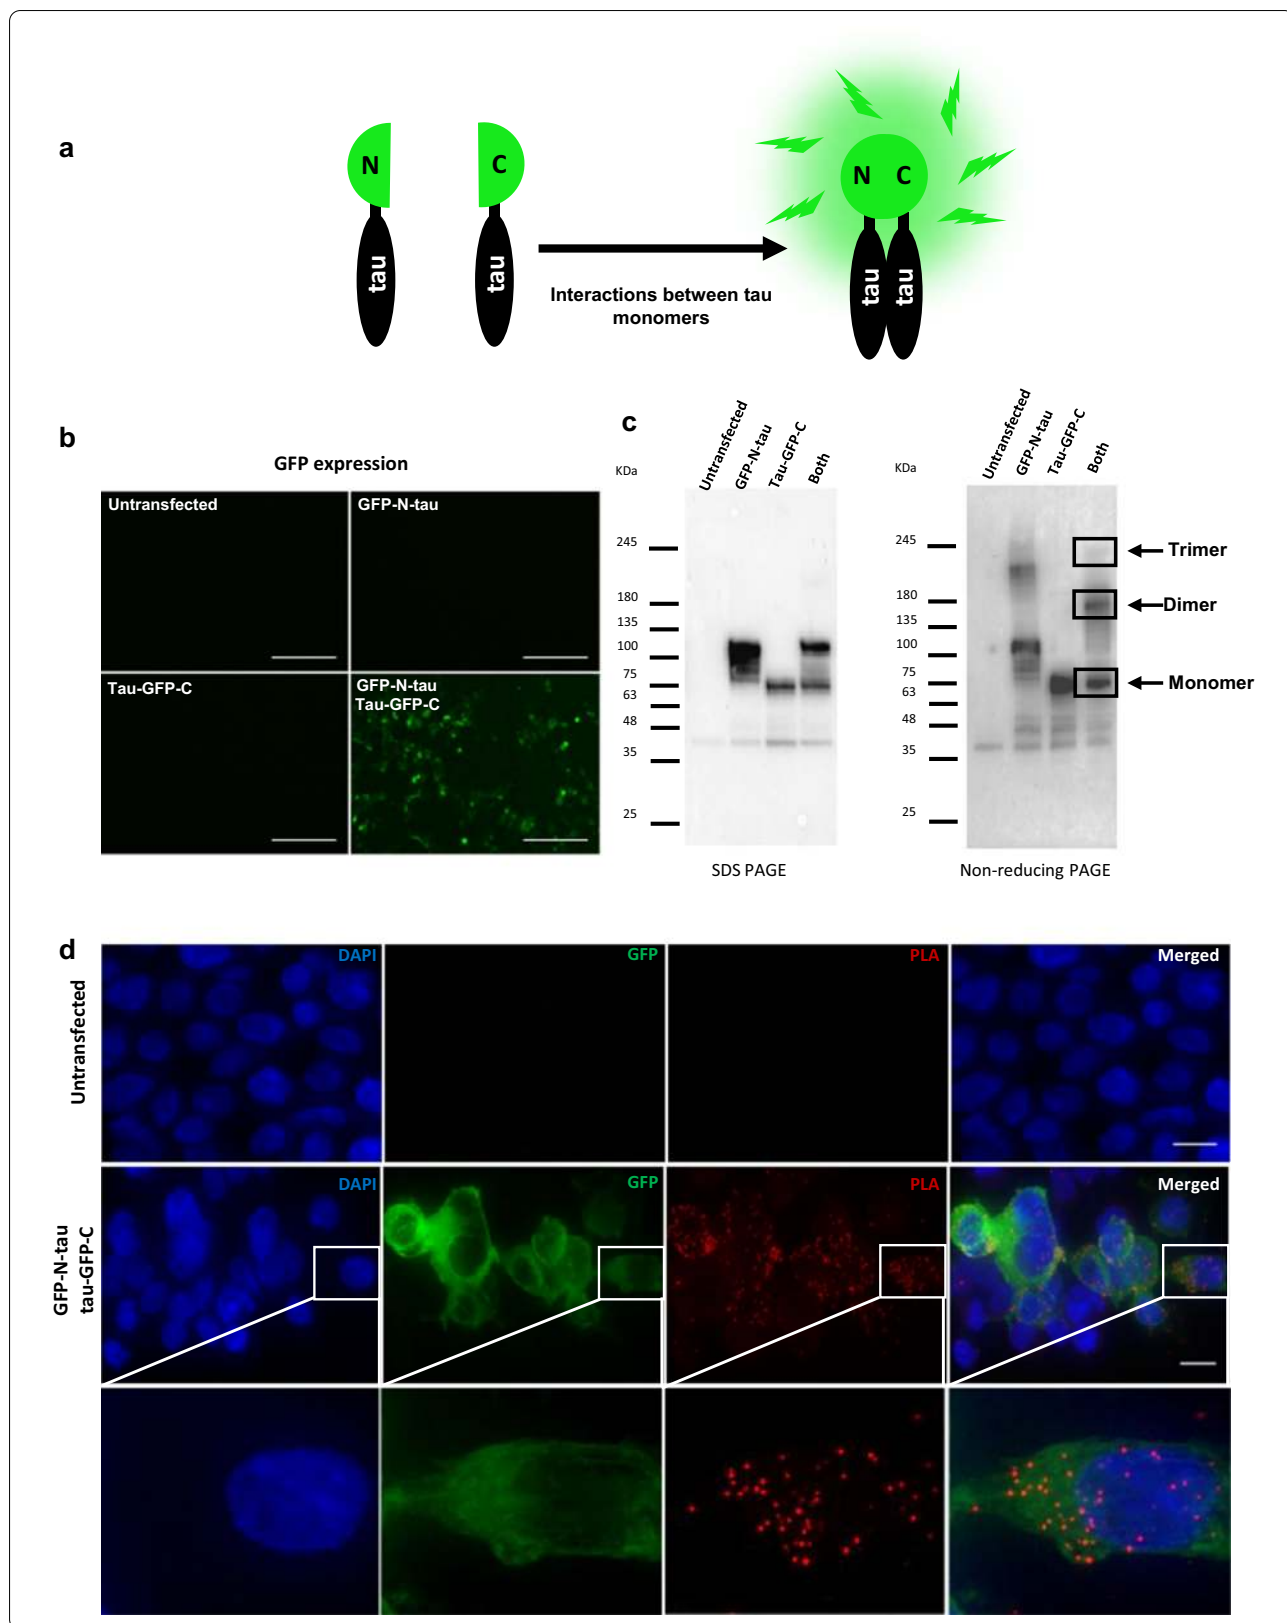 a
N
C
N C
tau
tau
tau
tau
Interactions between tau
monomers
b
GFP expression
Untransfected
GFP-N-tau
Tau-GFP-C
GFP-N-tau
Tau-GFP-C
c
KDa
Untransfected
GFP-N-tau
Tau-GFP-C
Both
245
180
135
100
75
63
48
35
25
SDS PAGE
KDa
Untransfected
GFP-N-tau
Tau-GFP-C
Both
245
180
135
100
75
63
48
35
25
Trimer
Dimer
Monomer
Non-reducing PAGE
d
Untransfected
DAPI
GFP
PLA
Merged
GFP-N-tau
tau-GFP-C
DAPI
GFP
PLA
Merged